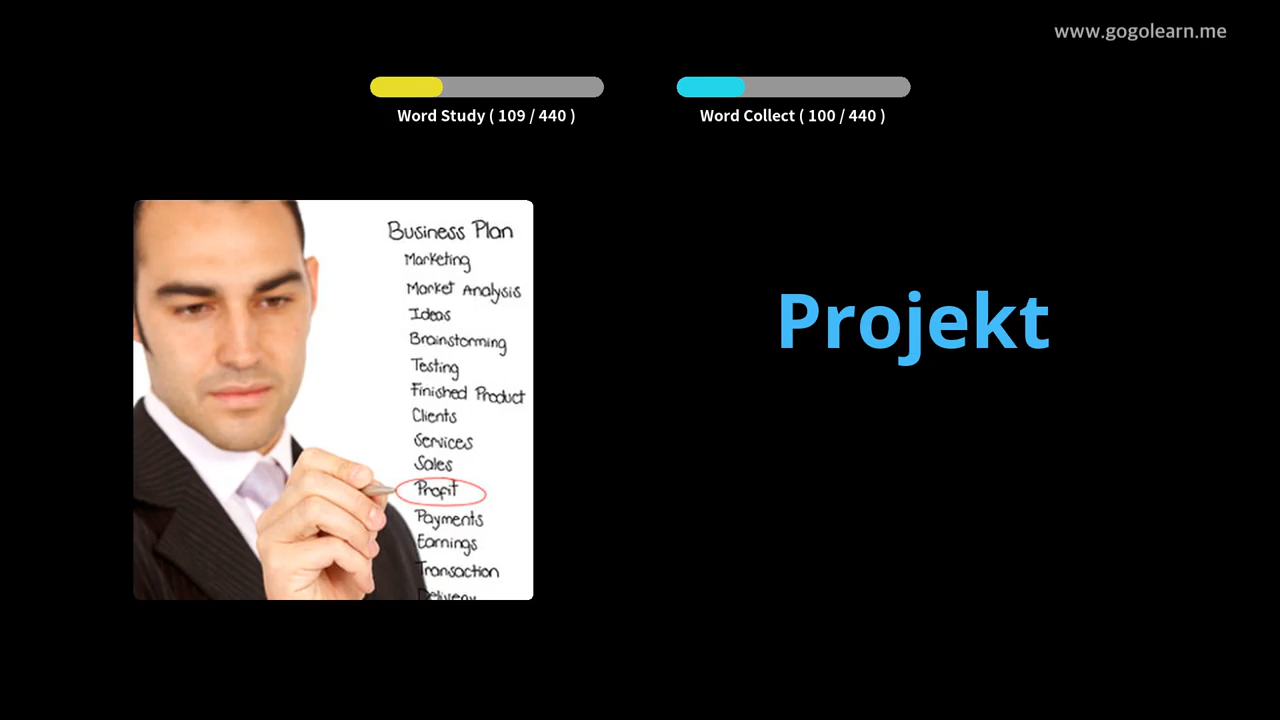 www.gogolearn.me
Word Study ( 109 / 440 )
Word Collect ( 100 / 440 )
Business Plan
Marketing
Market Analysis
Ideas
Brainstorming
Testing
Finished Product
Clients
Services
Sales
Profit
Payments
Earnings
Transaction
Delivery
Projekt